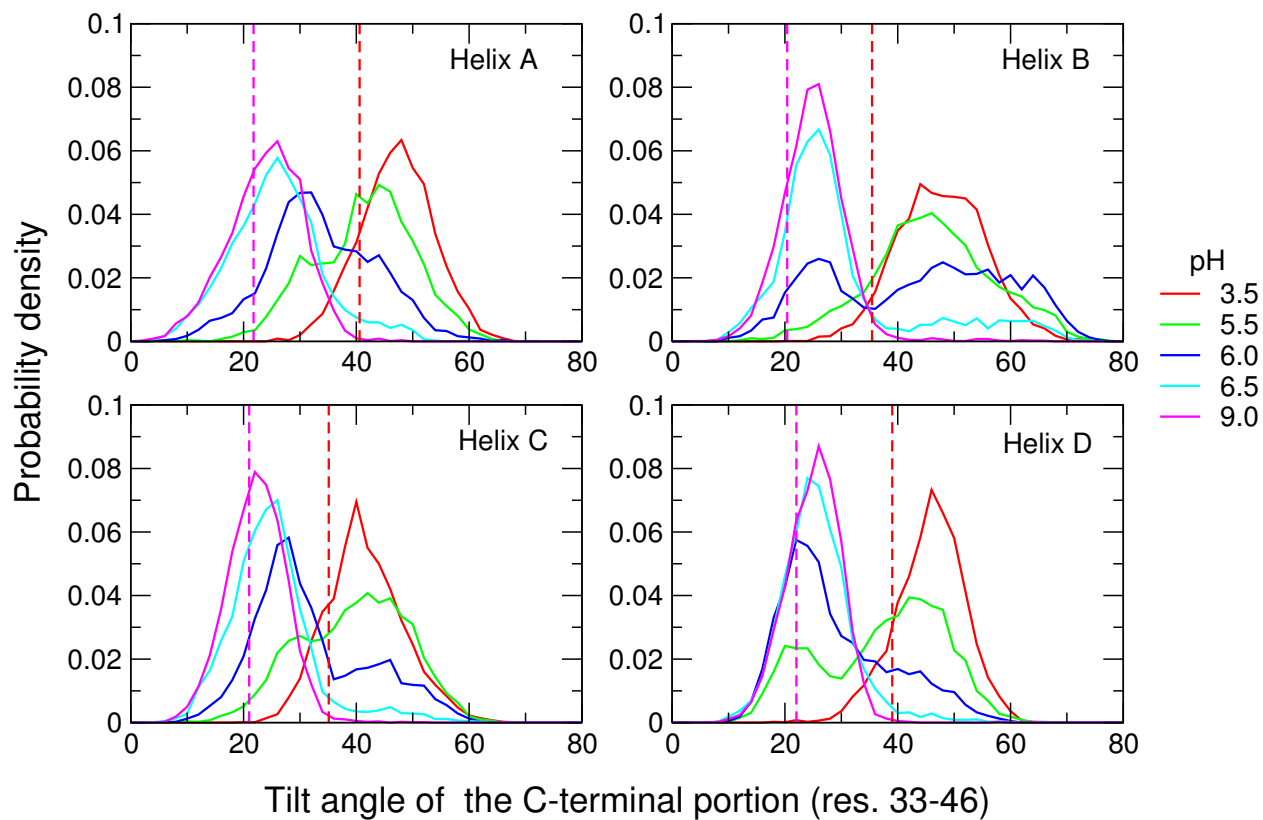 Probability density
0.1
0.08
0.06
0.04
0.02
0
Helix A
0 20 40 60 80
0.1
0.08
0.06
0.04
0.02
0
Helix B
0 20 40 60 80
0.1
0.08
0.06
0.04
0.02
0
Helix C
0 20 40 60 80
0.1
0.08
0.06
0.04
0.02
0
Helix D
0 20 40 60 80
pH
3.5
5.5
6.0
6.5
9.0
Tilt angle of the C-terminal portion (res. 33-46)